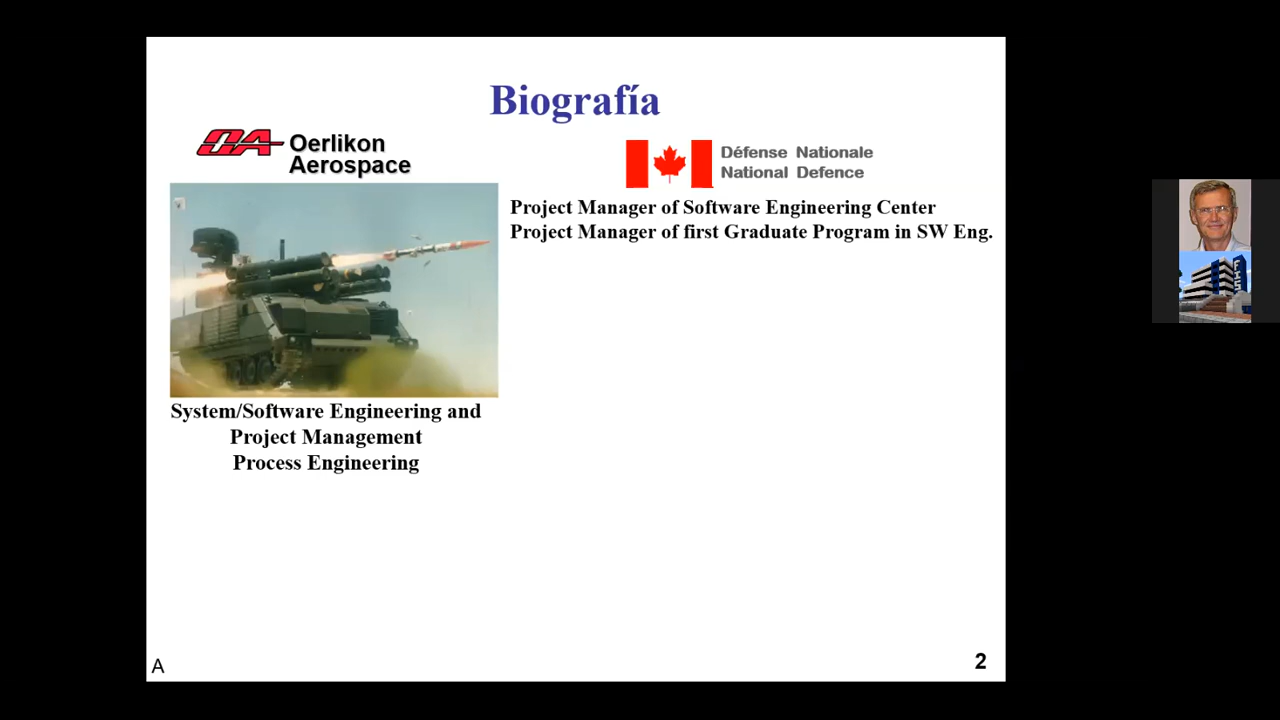 Biografía
OA Oerlikon
Aerospace
System/Software Engineering and
Project Management
Process Engineering
Défense Nationale
National Defence
Project Manager of Software Engineering Center
Project Manager of first Graduate Program in SW Eng.
A
2